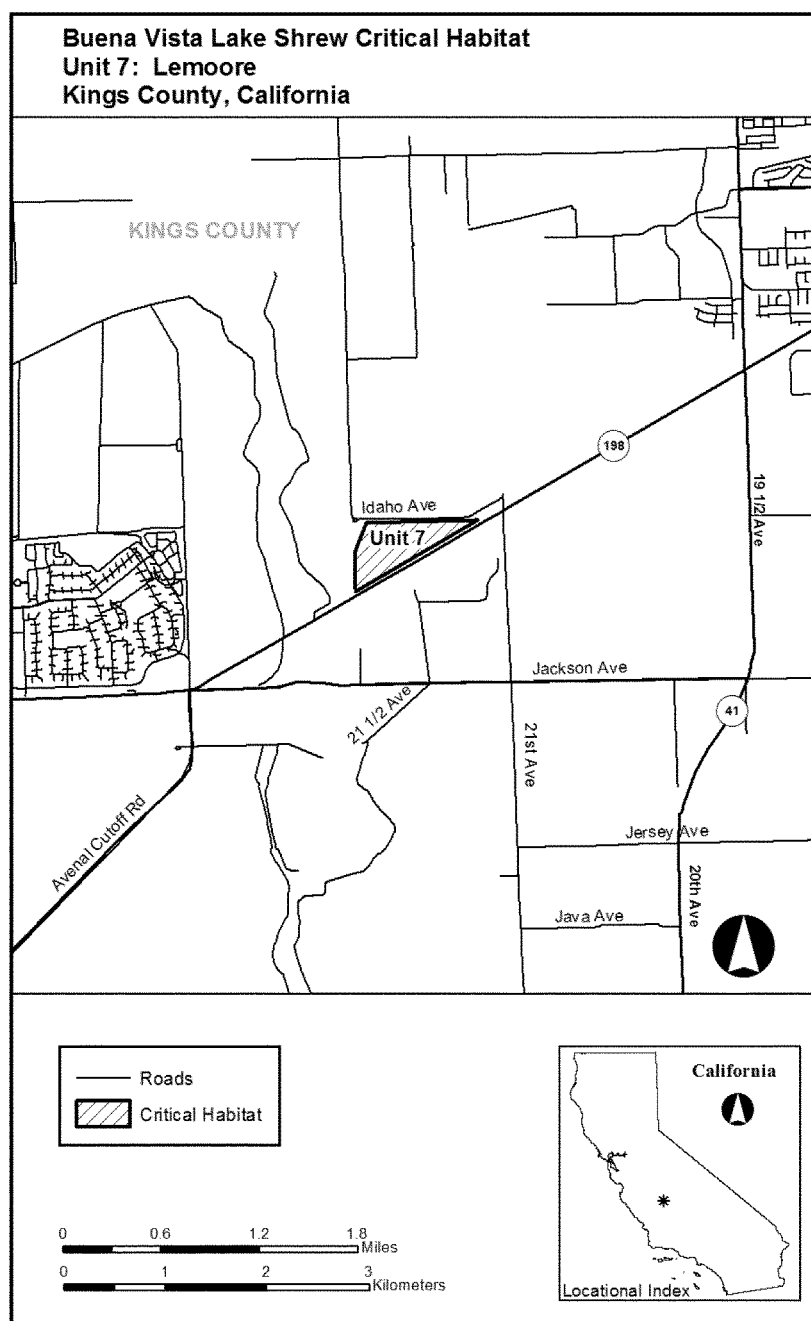 Buena Vista Lake Shrew Critical Habitat
Unit 7: Lemoore
Kings County, California
KINGS COUNTY
198
Idaho Ave
Unit 7
19 1/2 Ave
Jackson Ave
41
21 1/2 Ave
21st Ave
Avenal Cutoff Rd
Jersey Ave
20th Ave
Java Ave
Roads
Critical Habitat
California
0 0.6 1.2 1.8
Miles
0 1 2 3
Kilometers
Locational Index